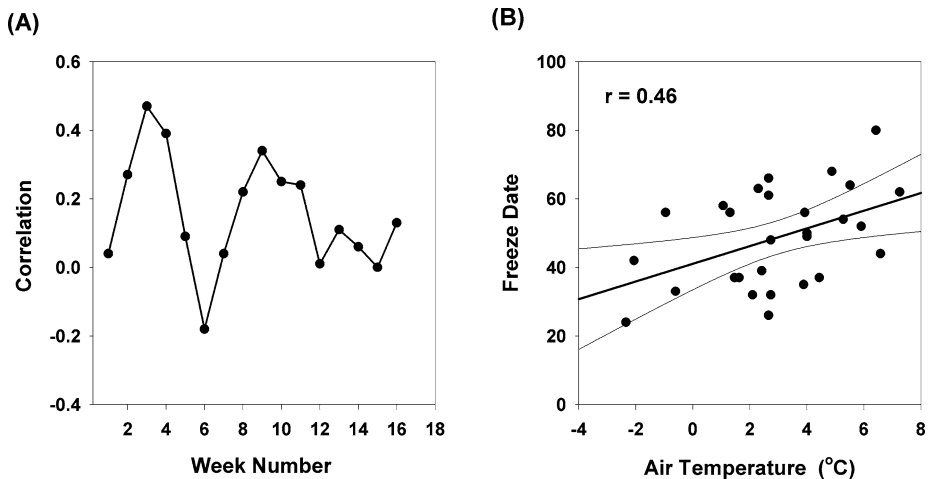 (A)
0.6
0.4
0.2
0.0
-0.2
-0.4
Correlation
2 4 6 8 10 12 14 16 18
Week Number
(B)
r = 0.46
100
80
60
40
20
0
Freeze Date
-4 -2 0 2 4 6 8
Air Temperature (°C)